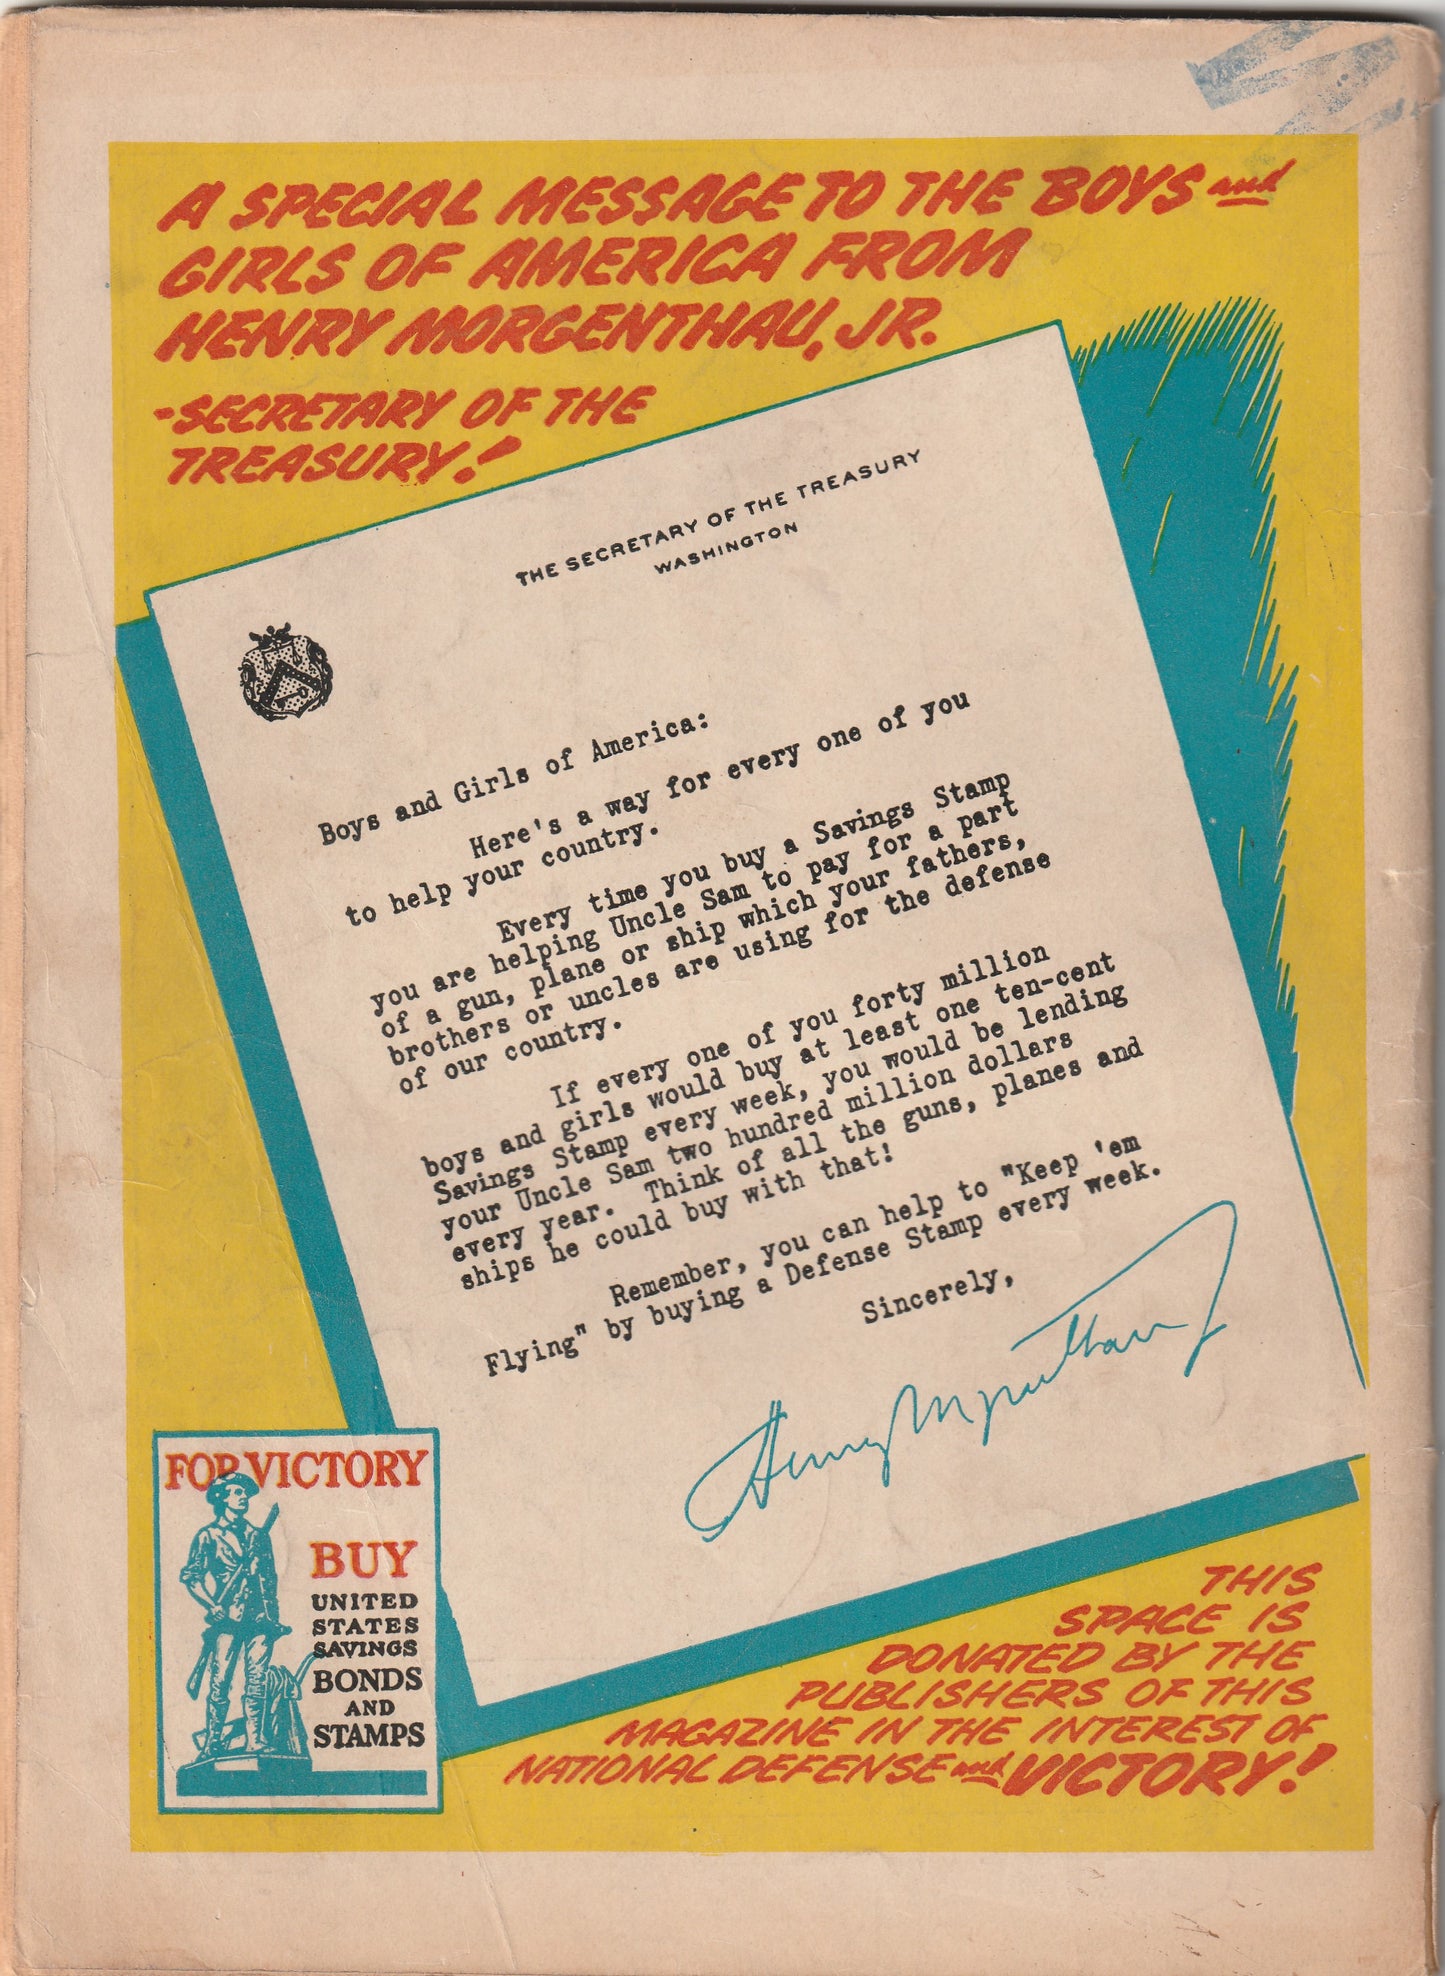 A SPECIAL MESSAGE TO THE BOYS and
GIRLS OF AMERICA FROM
HENRY MORGENTHAU, JR.
-SECRETARY OF THE
TREASURY!
THE SECRETARY OF THE TREASURY
WASHINGTON
Boys and Girls of America:
Here's a way for every one of you
to help your country.
Every time you buy a Savings Stamp
you are helping Uncle Sam to pay for a part
of a gun, plane or ship which your fathers,
brothers or uncles are using for the defense
of our country.
If every one of you forty million
boys and girls would buy at least one ten-cent
Savings Stamp every week, you would be lending
your Uncle Sam two hundred million dollars
every year. Think of all the guns, planes and
ships he could buy with that!
Remember, you can help to "Keep 'em
Flying" by buying a Defense Stamp every week.
Sincerely,
Henry Morgenthau Jr
FOR VICTORY
BUY
UNITED
STATES
SAVINGS
BONDS
AND
STAMPS
THIS
SPACE IS
DONATED BY THE
PUBLISHERS OF THIS
MAGAZINE IN THE INTEREST OF
NATIONAL DEFENSE and VICTORY!